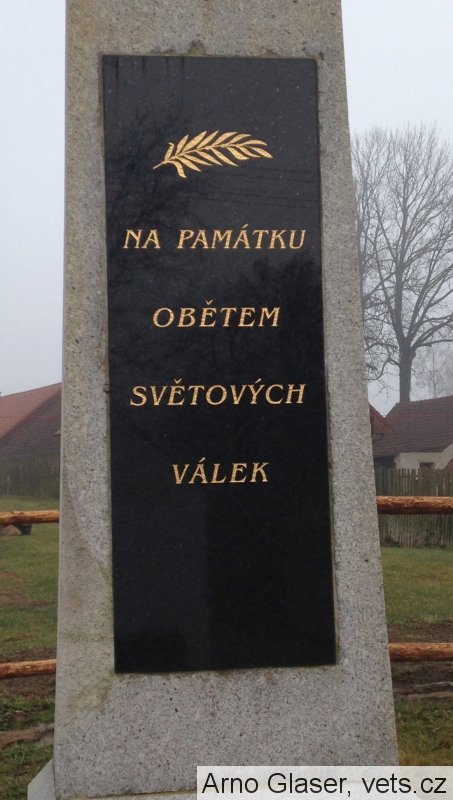 NA PAMÁTKU
OBĚTEM
SVĚTOVÝCH
VÁLEK
Arno Glaser, vets.cz